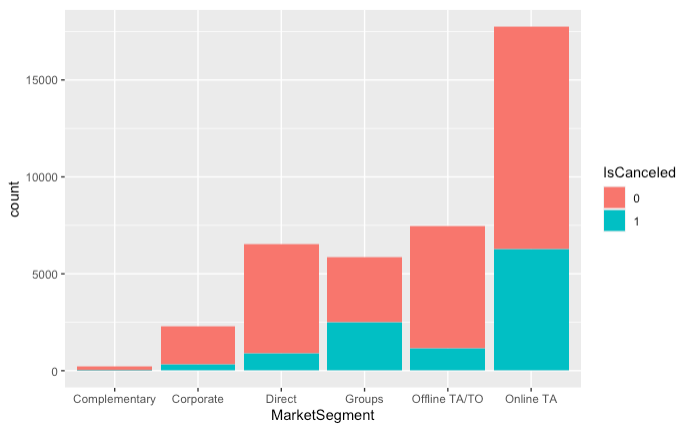 15000
10000
5000
0
count
Complementary Corporate Direct Groups Offline TA/TO Online TA
MarketSegment
IsCanceled
0
1